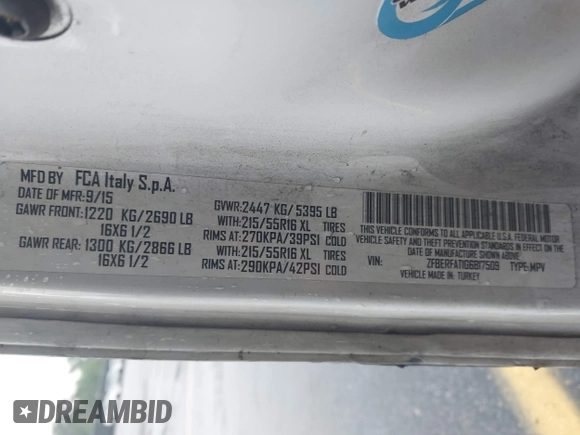 MFD BY FCA Italy S.p.A.
DATE OF MFR:9/15 GVWR:2447 KG/ 5395 LB
GAWR FRONT:1220 KG/2690 LB WITH:215/55R16 XL TIRES
16X6 1/2 RIMS AT:270KPA/39PSI COLD
GAWR REAR:1300 KG/2866 LB WITH:215/55R16 XL TIRES
16X6 1/2 RIMS AT:290KPA/42PSI COLD
THIS VEHICLE CONFORMS TO ALL APPLICABLE U.S.A. FEDERAL MOTOR
VEHICLE SAFETY AND THEFT PREVENTION STANDARDS IN EFFECT ON
THE DATE OF MANUFACTURE SHOWN ABOVE.
VIN: ZFBERFAT1G6B17509 TYPE:MPV
MADE IN: TURKEY
DREAMBID